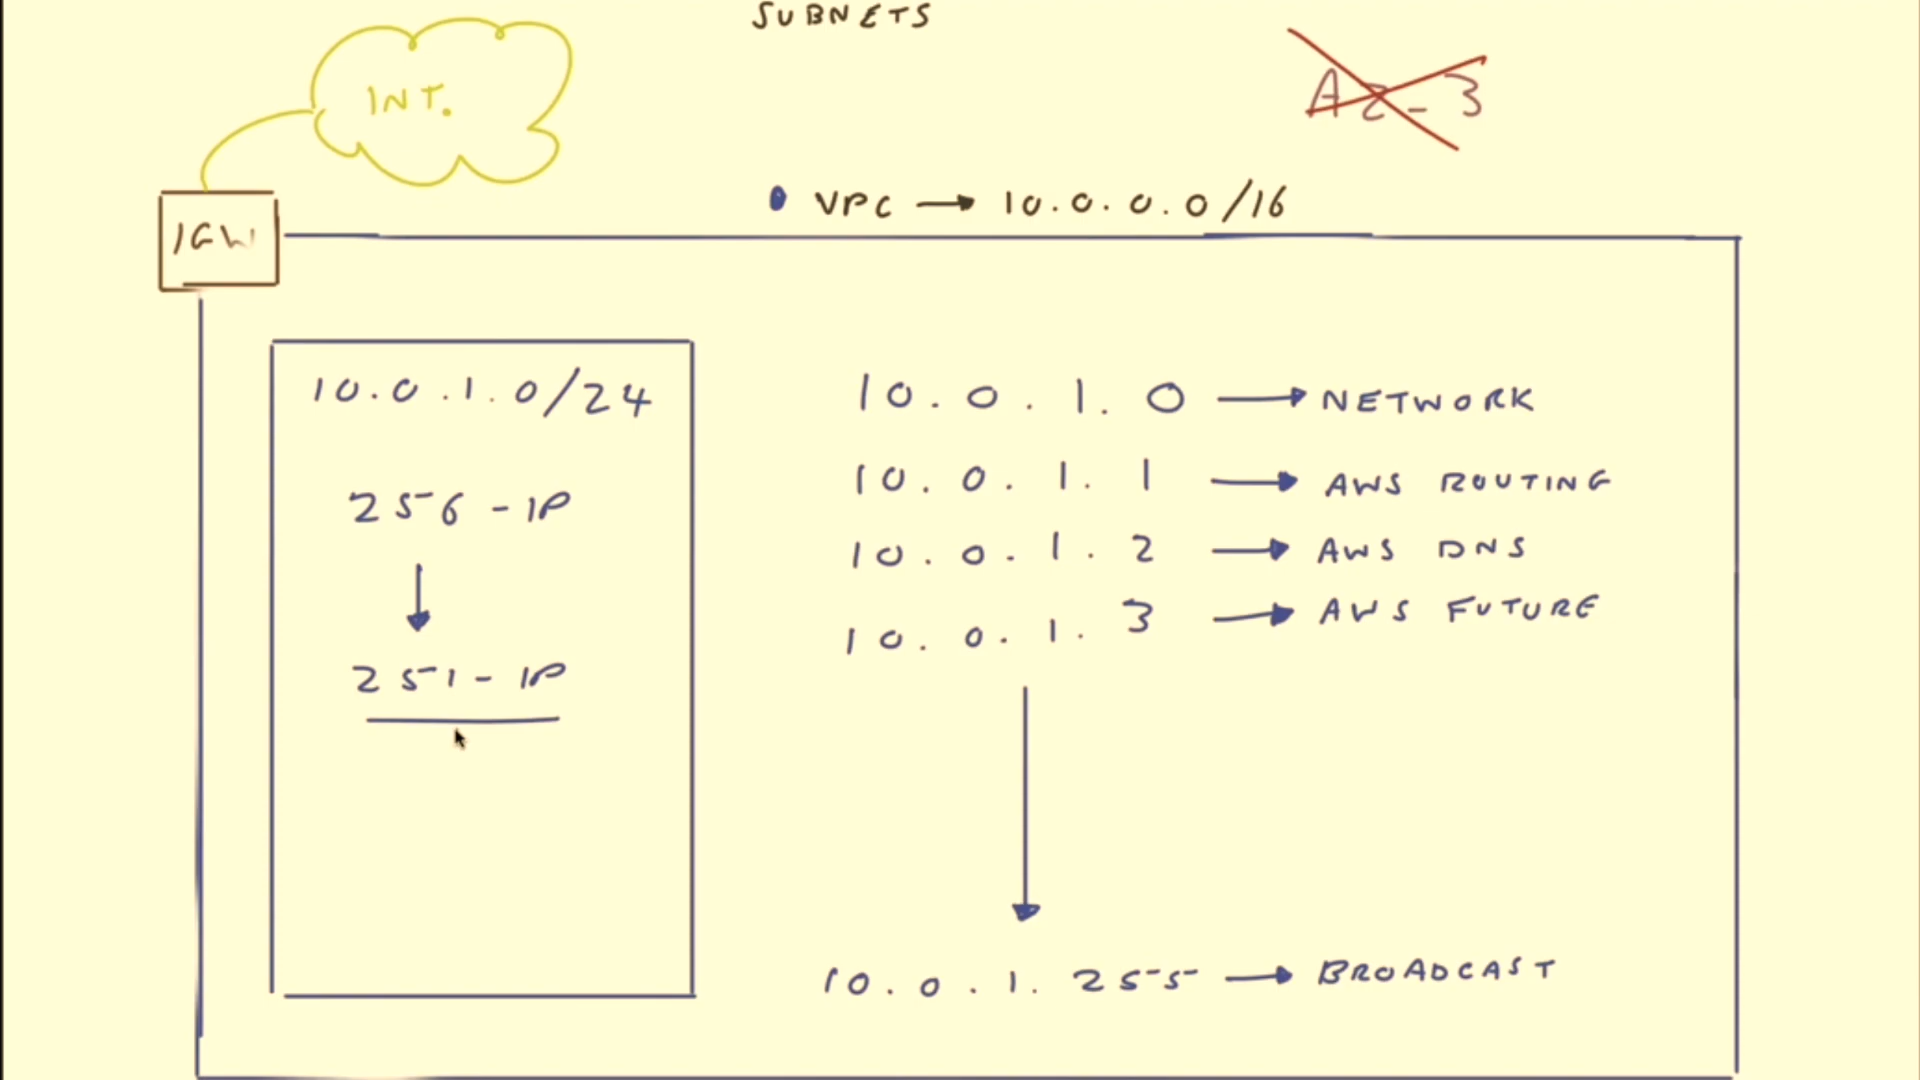 SUBNETS
INT.
AZ-3
VPC → 10.0.0.0/16
IGW
10.0.1.0/24
256-IP
251-IP
10.0.1.0 → NETWORK
10.0.1.1 → AWS ROUTING
10.0.1.2 → AWS DNS
10.0.1.3 → AWS FUTURE
10.0.1.255 → BROADCAST